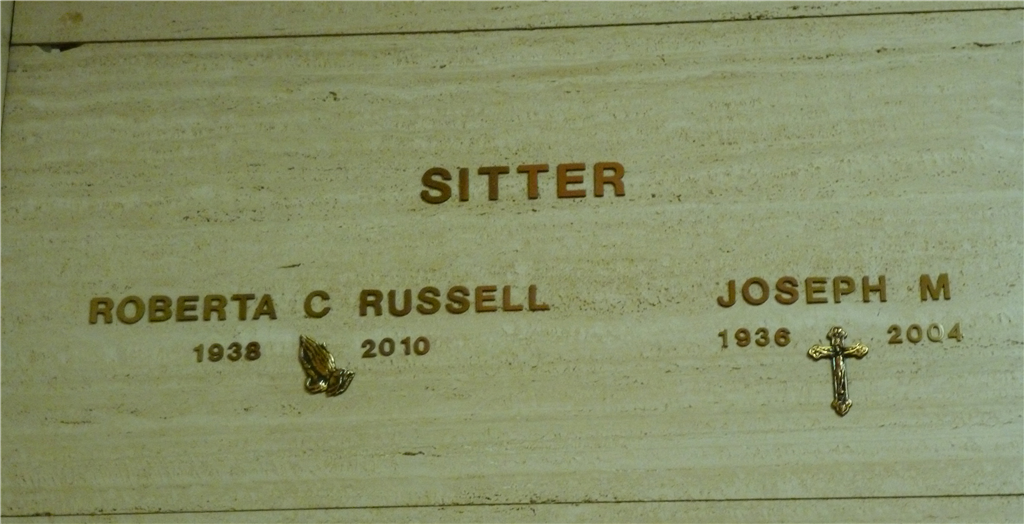 SITTER
ROBERTA C RUSSELL
1938 2010
JOSEPH M
1936 2004